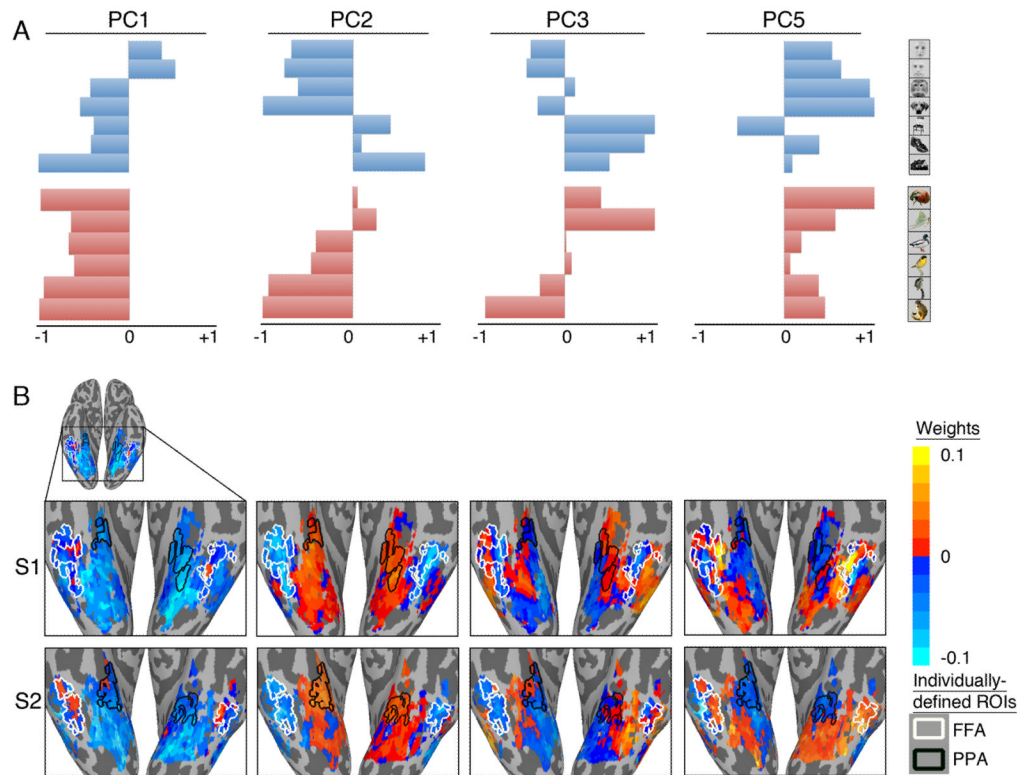 A
PC1 PC2 PC3 PC5
-1 0 +1 -1 0 +1 -1 0 +1 -1 0 +1
B
Weights
0.1
0
-0.1
S1
S2
Individually-
defined ROIs
FFA
PPA